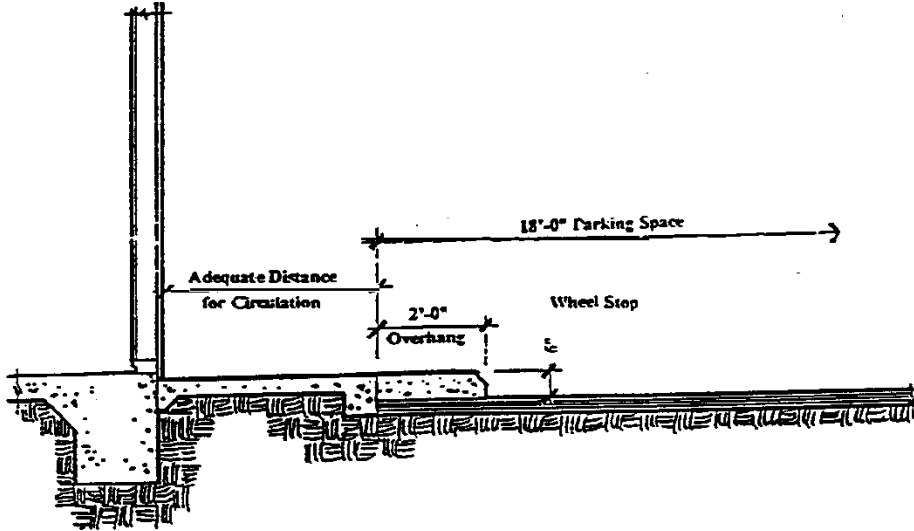 18'-0" Parking Space
Adequate Distance
for Circulation
Wheel Stop
2'-0"
Overhang